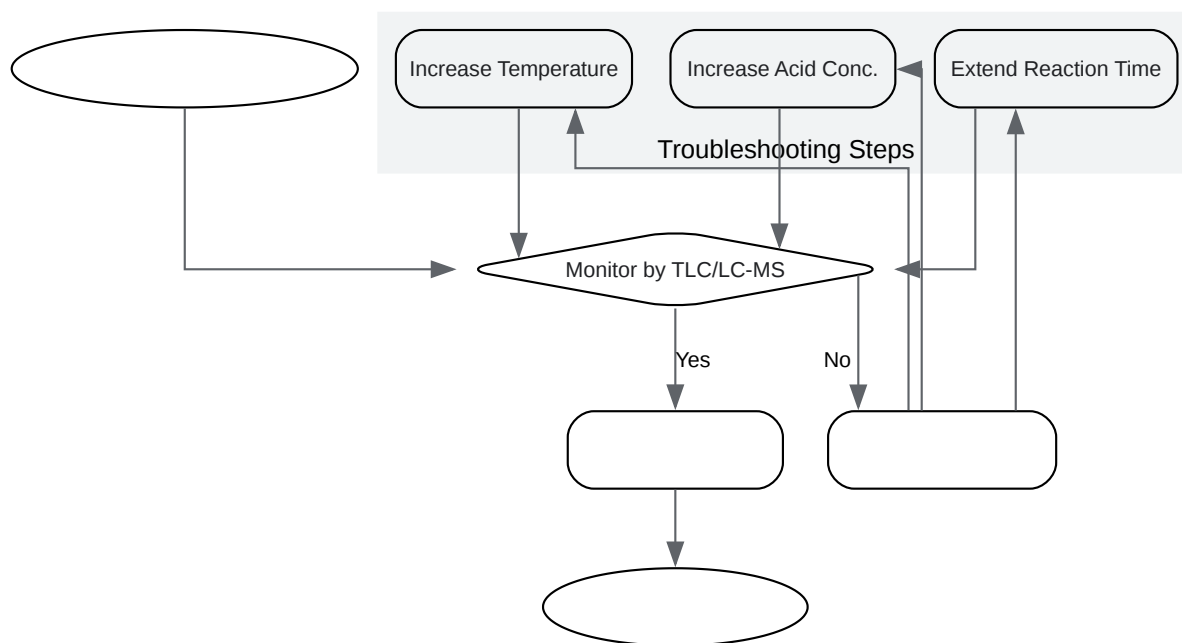 Increase Temperature
Increase Acid Conc.
Extend Reaction Time
Troubleshooting Steps
Monitor by TLC/LC-MS
Yes
No